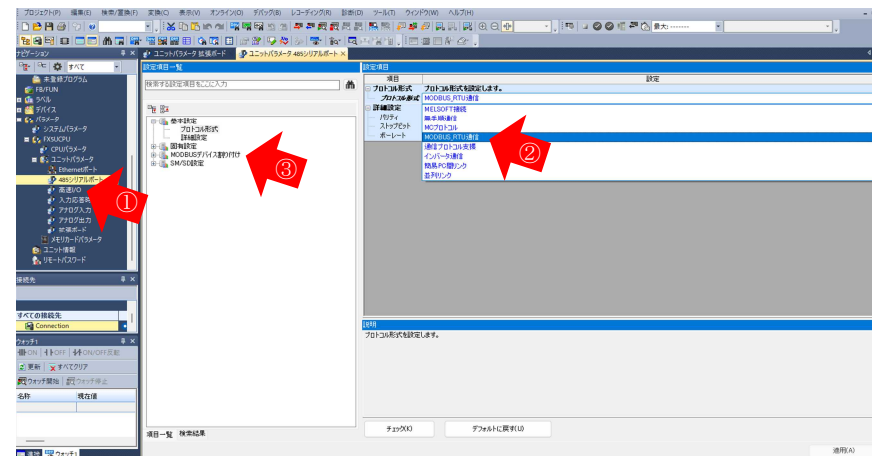 プロジェクト(P) 編集(E) 検索/置換(F) 変換(C) 表示(V) オンライン(O) デバッグ(B) レコーディング(R) 診断(D) ツール(T) ウィンドウ(W) ヘルプ(H)
最大: --------
ナビゲーション
ユニットパラメータ 拡張ボード
ユニットパラメータ 485シリアルポート
すべて
未登録プログラム
FB/FUN
ラベル
デバイス
パラメータ
システムパラメータ
FX5UCPU
CPUパラメータ
ユニットパラメータ
Ethernetポート
485シリアルポート
高速I/O
入力応答時
アナログ入力
アナログ出力
拡張ボード
メモリカードパラメータ
ユニット情報
リモートパスワード
①
接続先
すべての接続先
Connection
ウォッチ1
ON OFF ON/OFF反転
更新 すべてクリア
ウォッチ開始 ウォッチ停止
名称 現在値
進捗 ウォッチ1
設定項目一覧
検索する設定項目をここに入力
基本設定
プロトコル形式
詳細設定
固有設定
MODBUSデバイス割り付け
SM/SD設定
③
項目一覧 検索結果
設定項目
項目 設定
プロトコル形式 プロトコル形式を設定します。
プロトコル形式 MODBUS_RTU通信
詳細設定 MELSOFT接続
パリティ 無手順通信
ストップビット MCプロトコル
ボーレート MODBUS_RTU通信
通信プロトコル支援
インバータ通信
簡易PC間リンク
並列リンク
②
説明
プロトコル形式を設定します。
チェック(K) デフォルトに戻す(U)
適用(A)